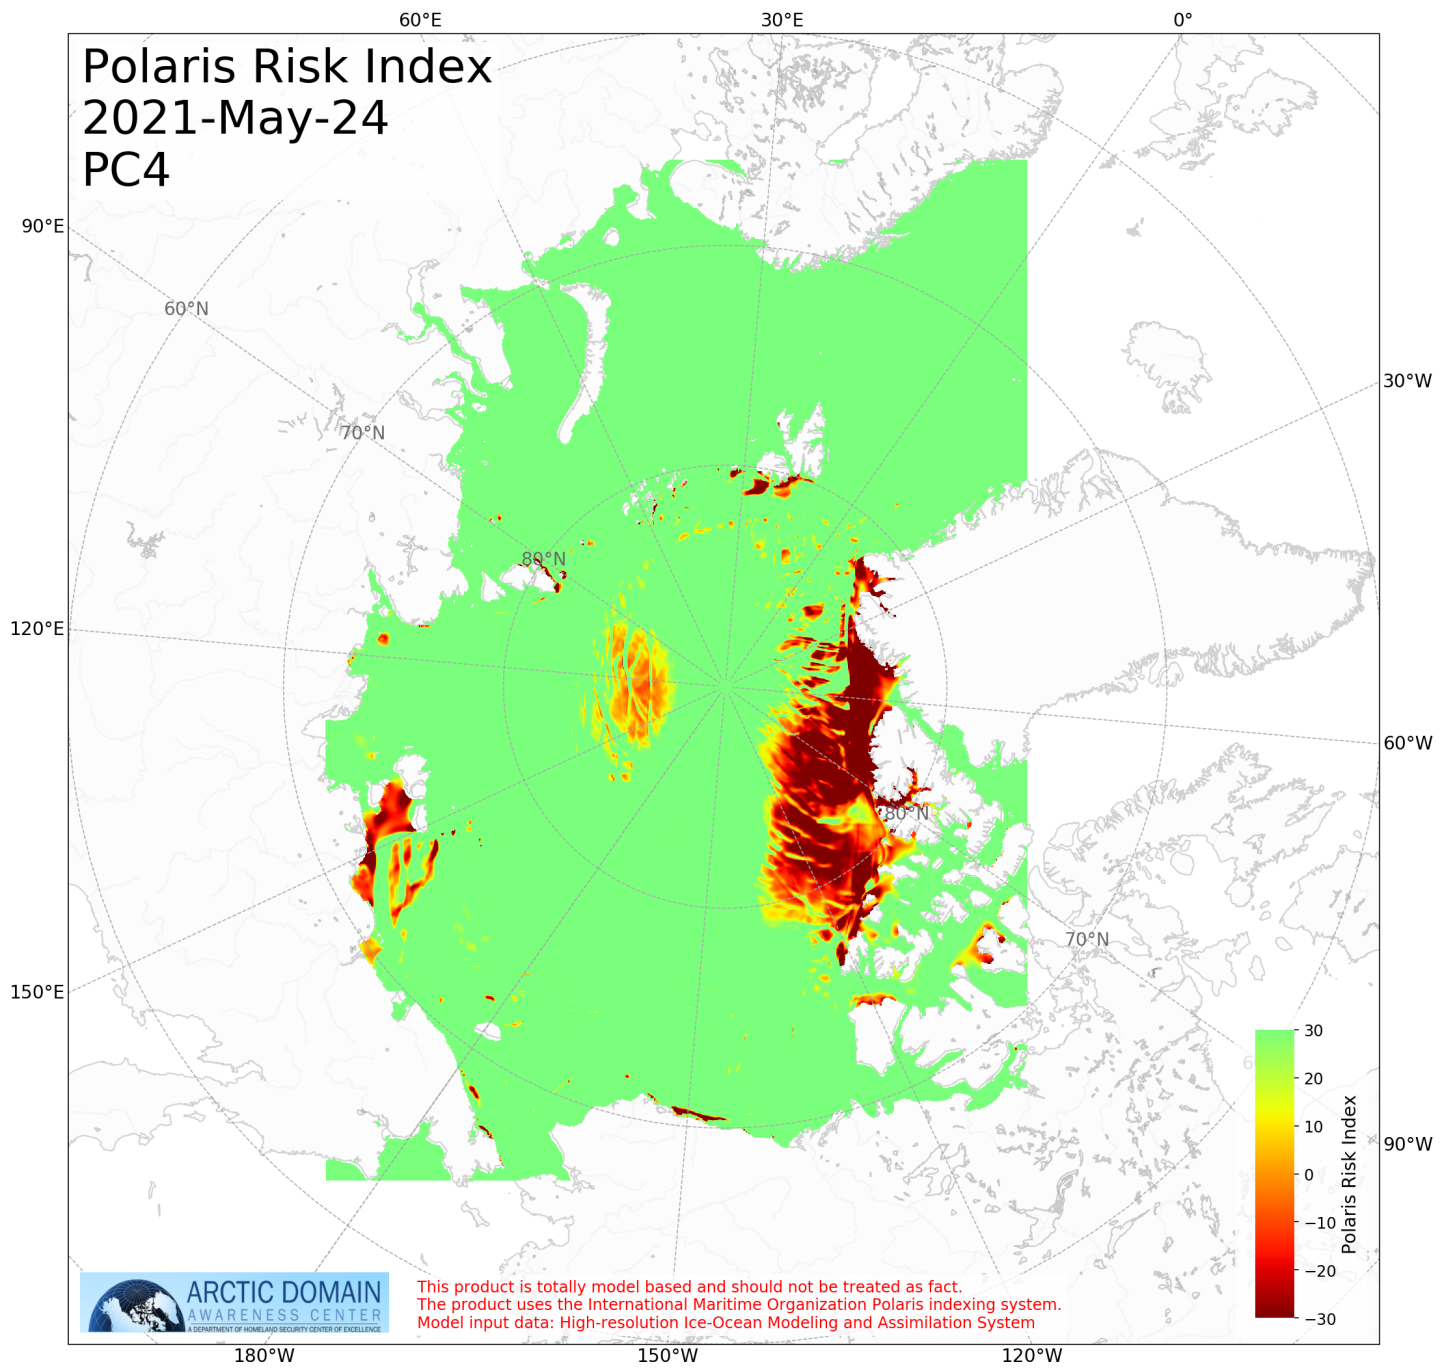 60°E
30°E
0°
Polaris Risk Index
2021-May-24
PC4
90°E
60°N
30°W
70°N
80°N
120°E
60°W
80°N
70°N
150°E
30
20
10
0
−10
−20
−30
Polaris Risk Index
90°W
ARCTIC DOMAIN
AWARENESS CENTER
A DEPARTMENT OF HOMELAND SECURITY CENTER OF EXCELLENCE
This product is totally model based and should not be treated as fact.
The product uses the International Maritime Organization Polaris indexing system.
Model input data: High-resolution Ice-Ocean Modeling and Assimilation System
180°W
150°W
120°W